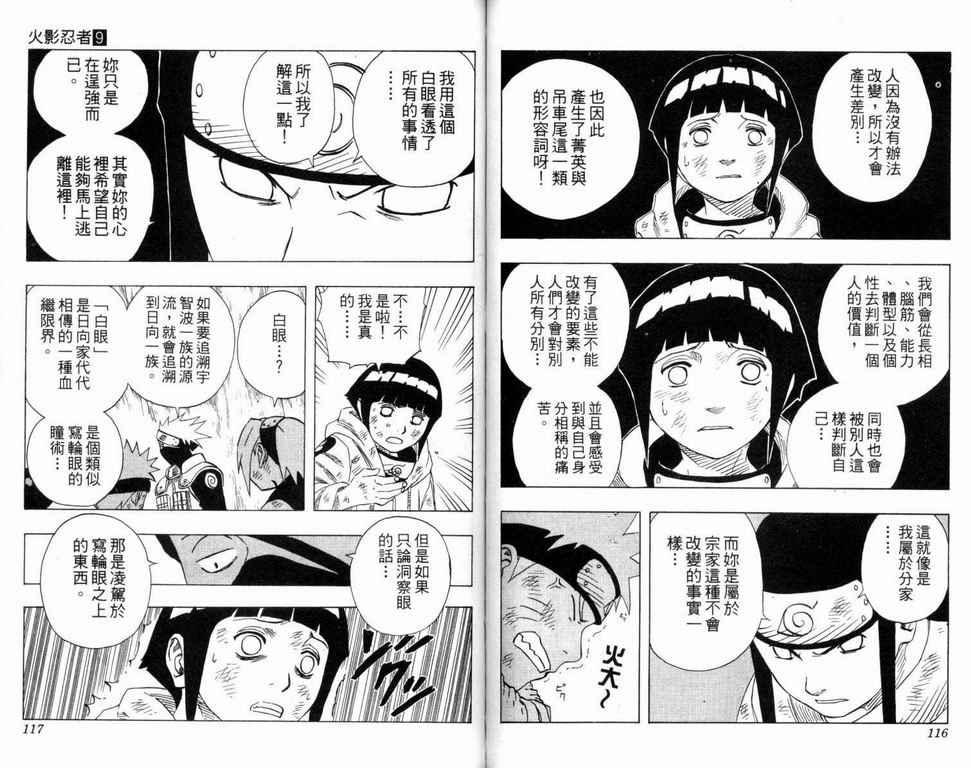 人因為沒有辦法
改變，所以才會
產生差別…
也因此
產生了菁英與
吊車尾這一類
的形容詞呀！
我們會從長相
、腦筋、能力
、體型以及個
性去判斷一個
人的價值，
同時也會
被別人這
樣判斷自
己…
有了這些不能
改變的要素，
人們才會對別
人所有分別…
並且會感受
到與自己身
分相稱的痛
苦。
這就像是
我屬於分家
……
而妳是屬於
宗家這種不會
改變的事實一
樣…
火大～
116
火影忍者9
我用這個
白眼看透了
所有的事情
……
所以我了
解這一點！
妳只是
在逞強而
已。
其實妳的心
裡希望自己
能夠馬上逃
離這裡！
不…不
是啦！
我是真
的……
白眼…？
如果要追溯宇
智波一族的源
流，就會追溯
到日向一族。
「白眼」
是日向家代代
相傳的一種血
繼限界。
是個類似
寫輪眼的
瞳術…
但是如果
只論洞察眼
的話…
那是凌駕於
寫輪眼之上
的東西。
117